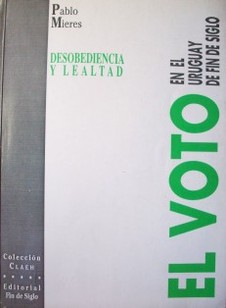 Pablo
Mieres
DESOBEDIENCIA
Y LEALTAD
EL VOTO
EN EL
URUGUAY
DE FIN DE SIGLO
Colección
CLAEH
*****
Editorial
Fin de Siglo